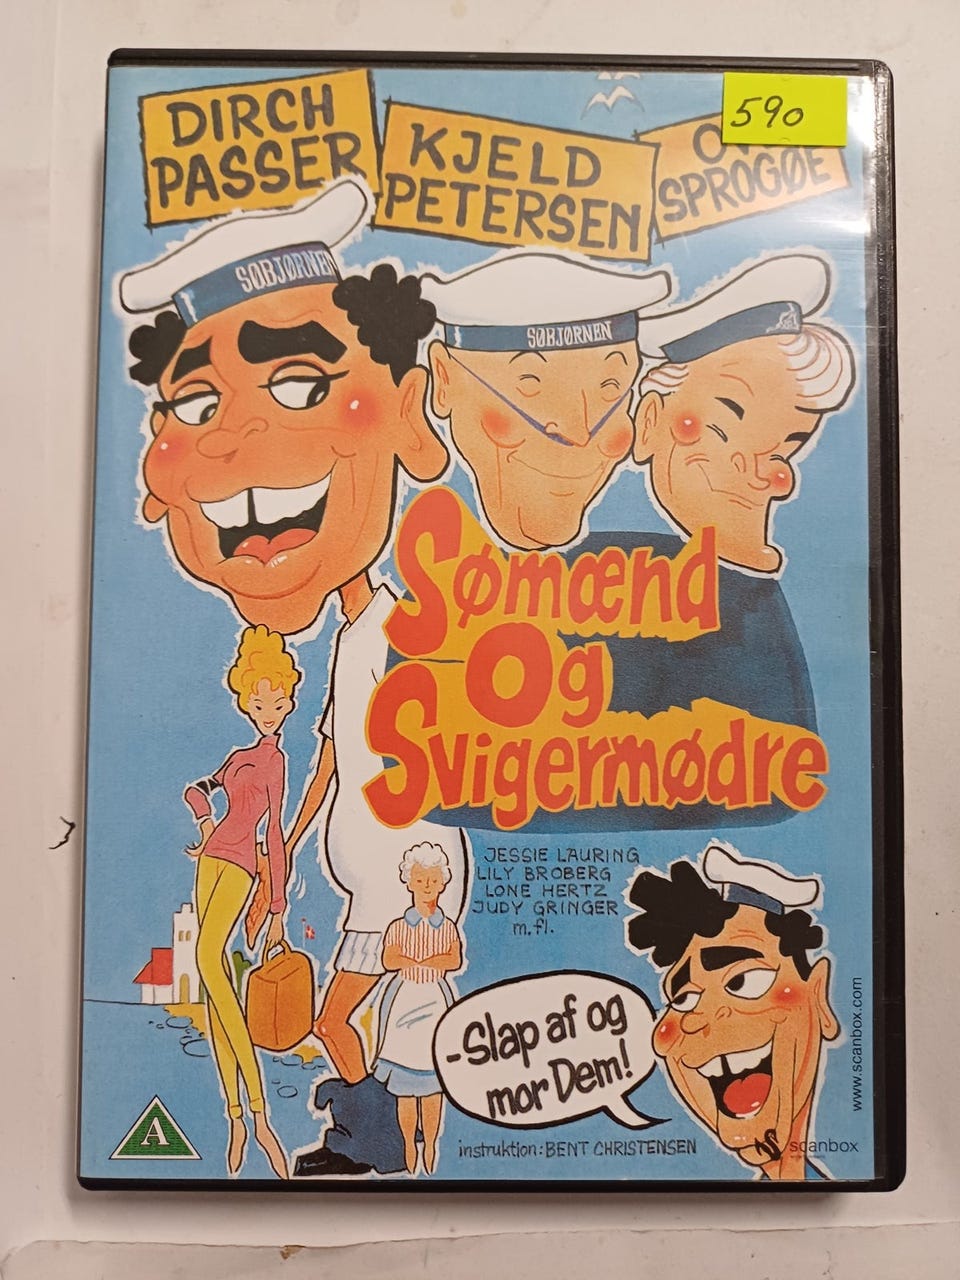 DIRCH
PASSER
KJELD
PETERSEN
SPROGØE
590
SØBJØRNEN
SØBJØRNEN
Sømænd
og
Svigermødre
JESSIE LAURING
LILY BROBERG
LONE HERTZ
JUDY GRINGER
m.fl.
-Slap af og
mor Dem!
instruktion: BENT CHRISTENSEN
A
www.scanbox.com
scanbox